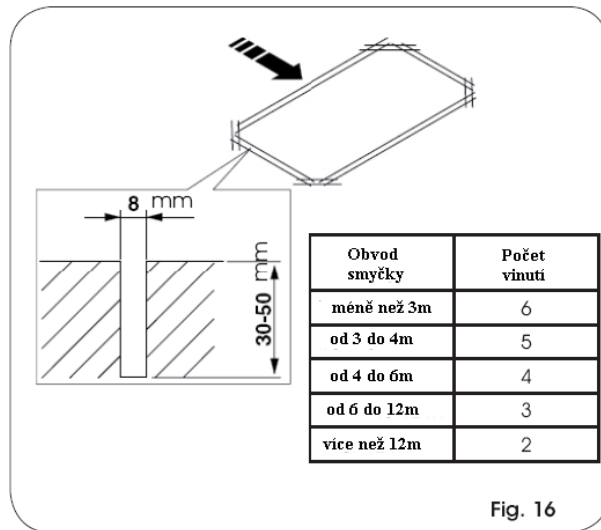 8 mm
30-50 mm
Obvod smyčky
Počet vinutí
méně než 3m
6
od 3 do 4m
5
od 4 do 6m
4
od 6 do 12m
3
více než 12m
2
Fig. 16